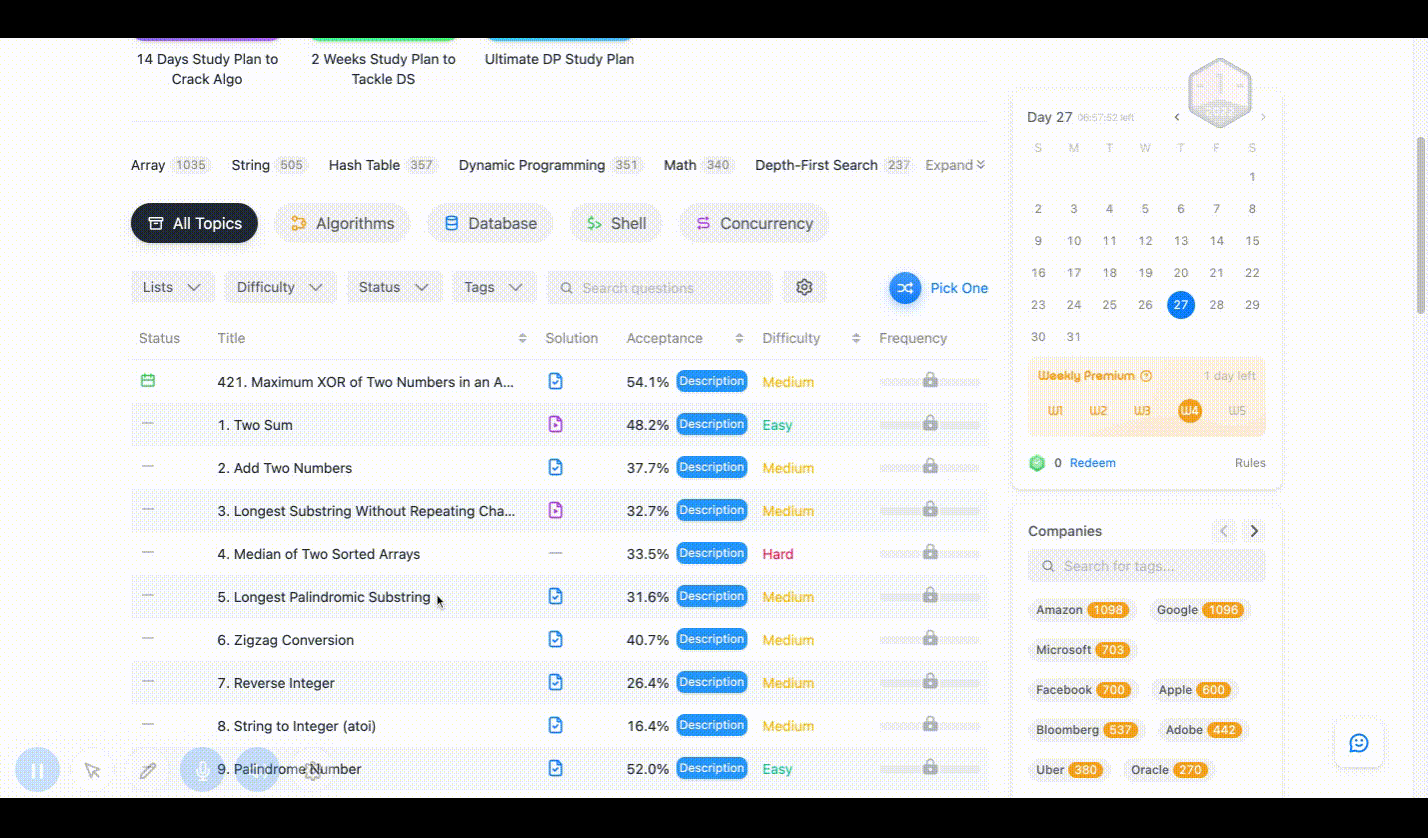 14 Days Study Plan to
Crack Algo
2 Weeks Study Plan to
Tackle DS
Ultimate DP Study Plan
Array 1035 String 505 Hash Table 357 Dynamic Programming 351 Math 340 Depth-First Search 237 Expand
All Topics Algorithms Database Shell Concurrency
Lists Difficulty Status Tags Search questions Pick One
Status Title Solution Acceptance Difficulty Frequency
421. Maximum XOR of Two Numbers in an A... 54.1% Description Medium
1. Two Sum 48.2% Description Easy
2. Add Two Numbers 37.7% Description Medium
3. Longest Substring Without Repeating Cha... 32.7% Description Medium
4. Median of Two Sorted Arrays 33.5% Description Hard
5. Longest Palindromic Substring 31.6% Description Medium
6. Zigzag Conversion 40.7% Description Medium
7. Reverse Integer 26.4% Description Medium
8. String to Integer (atoi) 16.4% Description Medium
9. Palindrome Number 52.0% Description Easy
Day 27 06:57:52 left
S M T W T F S
1
2 3 4 5 6 7 8
9 10 11 12 13 14 15
16 17 18 19 20 21 22
23 24 25 26 27 28 29
30 31
Weekly Premium 1 day left
W1 W2 W3 W4 W5
0 Redeem Rules
Companies
Search for tags...
Amazon 1098 Google 1096
Microsoft 703
Facebook 700 Apple 600
Bloomberg 537 Adobe 442
Uber 380 Oracle 270